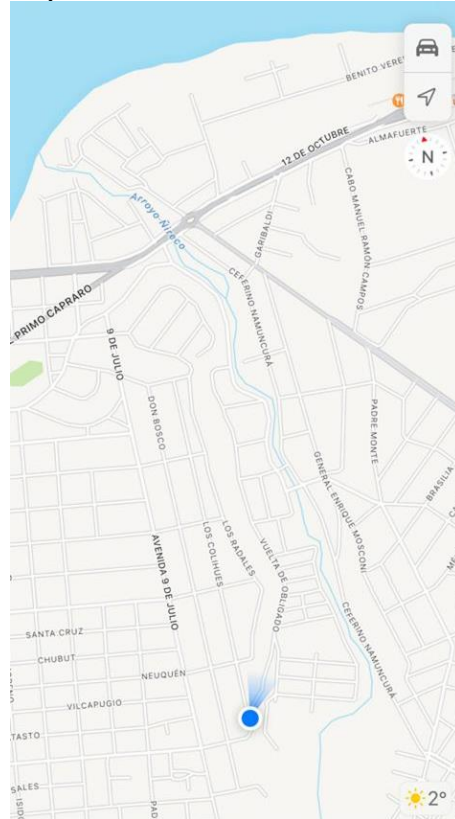 BENITO VERE
12 DE OCTUBRE
ALMAFUERTE
N
CABO MANUEL RAMÓN CAMPOS
Arroyo Ñireco
GARIBALDI
CEFERINO NAMUNCURÁ
PRIMO CAPRARO
9 DE JULIO
DON BOSCO
PADRE MONTE
GENERAL ENRIQUE MOSCONI
BRASILIA
AVENIDA 9 DE JULIO
LOS COLIHUES
LOS RADALES
VUELTA DE OBLIGADO
CEFERINO NAMUNCURÁ
SANTA CRUZ
CHUBUT
NEUQUÉN
VILCAPUGIO
TASTO
SALES
ISID
PAD
2°